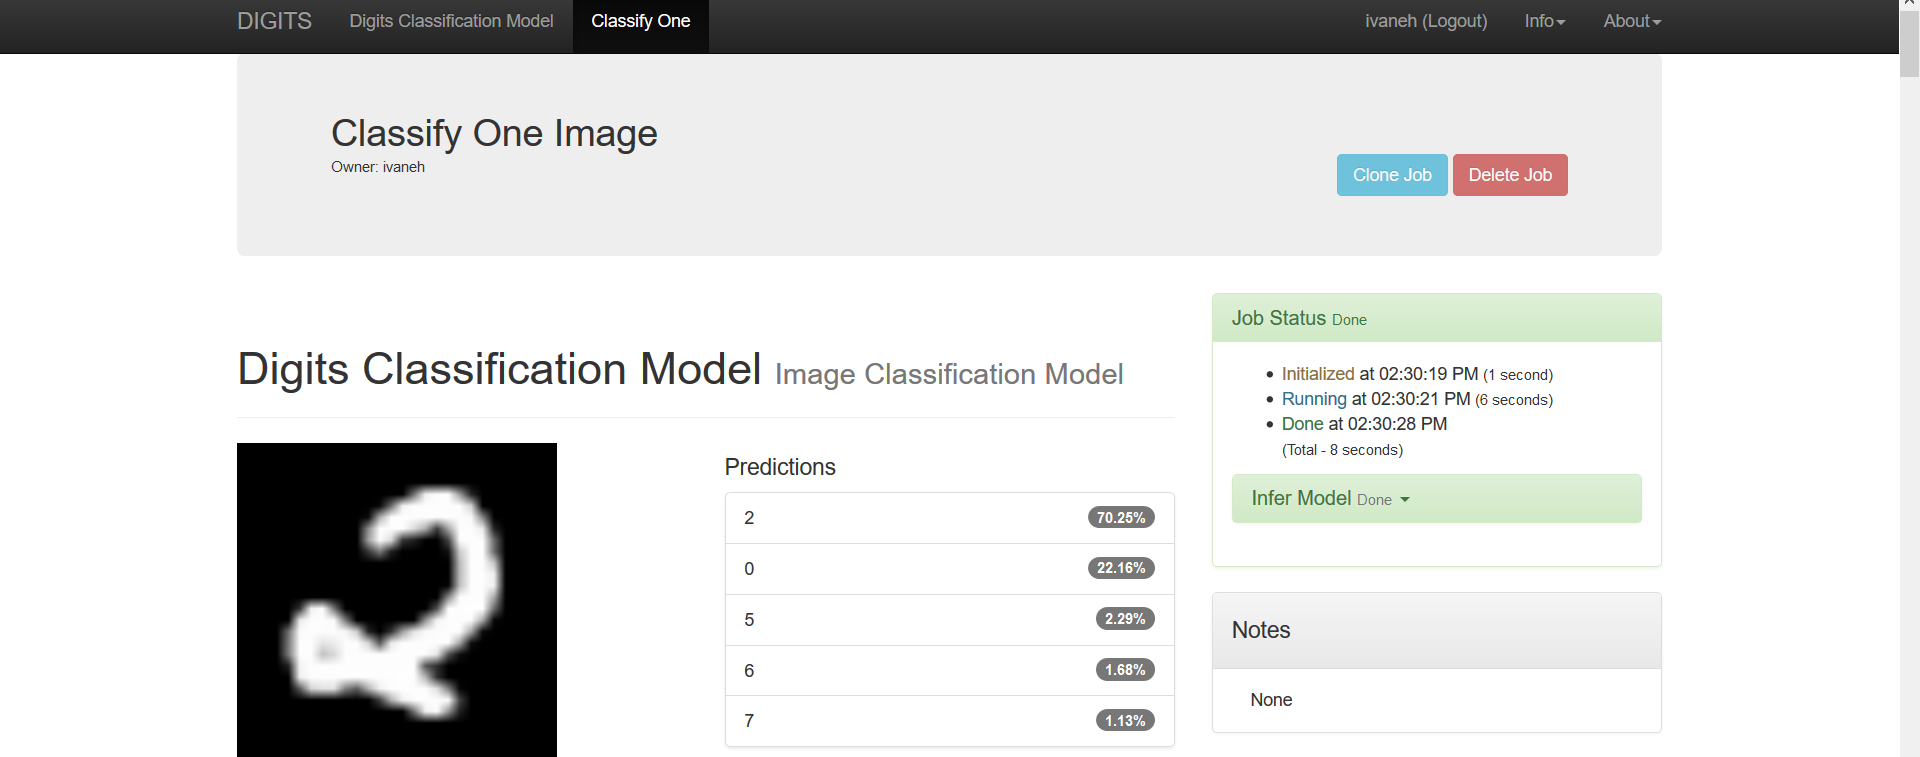 DIGITS Digits Classification Model Classify One ivaneh (Logout) Info About
Classify One Image
Owner: ivaneh
Clone Job Delete Job
Digits Classification Model Image Classification Model
2
Predictions
2 70.25%
0 22.16%
5 2.29%
6 1.68%
7 1.13%
Job Status Done
Initialized at 02:30:19 PM (1 second)
Running at 02:30:21 PM (6 seconds)
Done at 02:30:28 PM
(Total - 8 seconds)
Infer Model Done
Notes
None